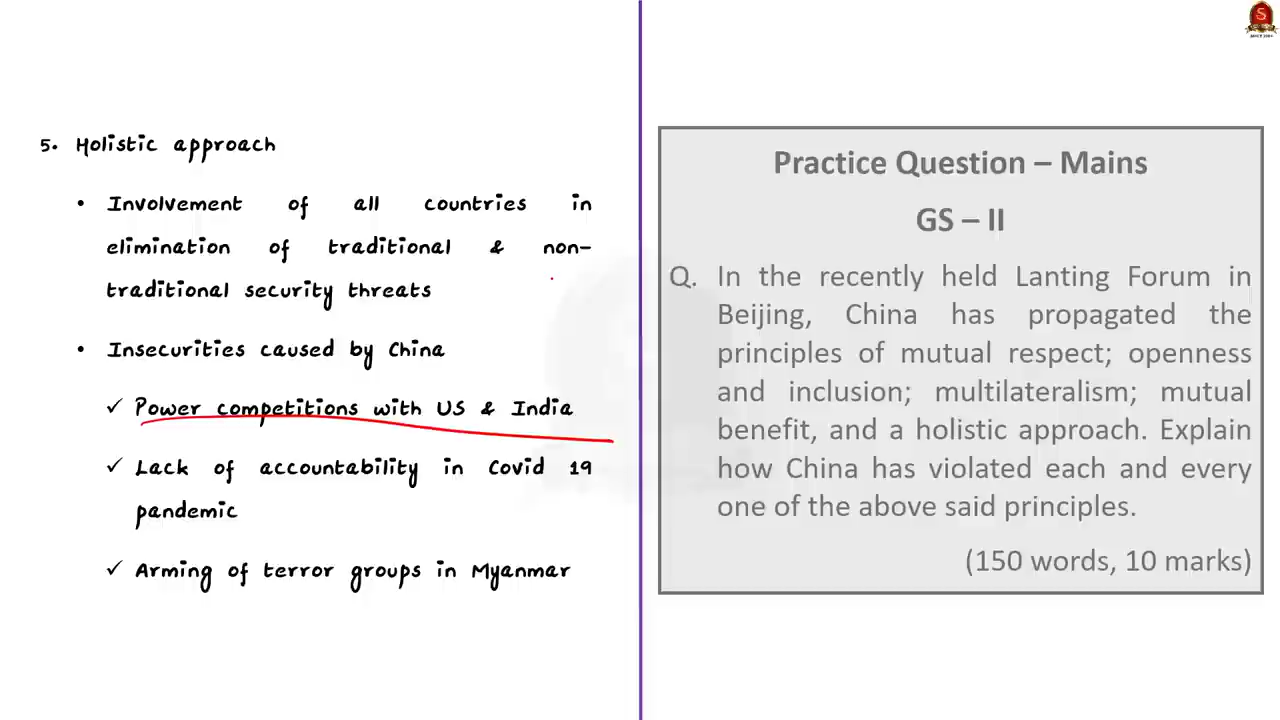 5. Holistic approach
• Involvement of all countries in
elimination of traditional & non-
traditional security threats
• Insecurities caused by China
✓ Power competitions with US & India
✓ Lack of accountability in Covid 19
pandemic
✓ Arming of terror groups in Myanmar
Practice Question – Mains
GS – II
Q. In the recently held Lanting Forum in
Beijing, China has propagated the
principles of mutual respect; openness
and inclusion; multilateralism; mutual
benefit, and a holistic approach. Explain
how China has violated each and every
one of the above said principles.
(150 words, 10 marks)